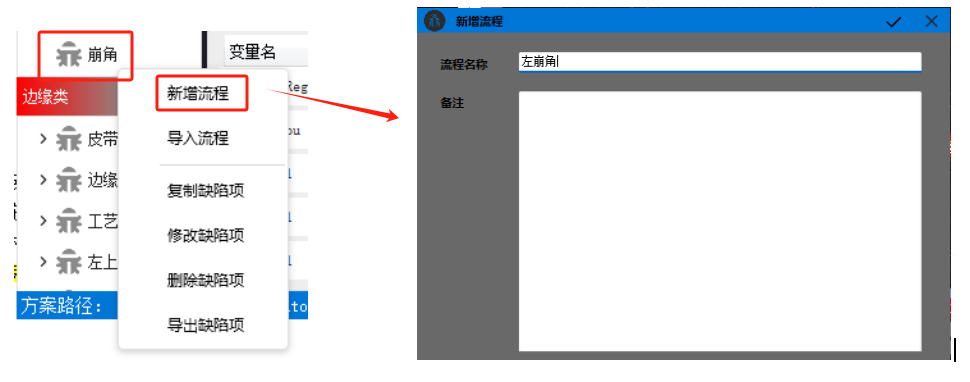 崩角
变量名
边缘类
Reg
皮带
边缘
工艺
左上
方案路径：
新增流程
导入流程
复制缺陷项
修改缺陷项
删除缺陷项
导出缺陷项
新增流程
流程名称
左崩角
备注